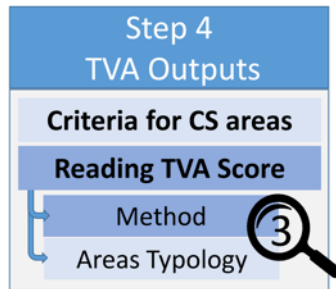 Step 4
TVA Outputs
Criteria for CS areas
Reading TVA Score
Method
3
Areas Typology